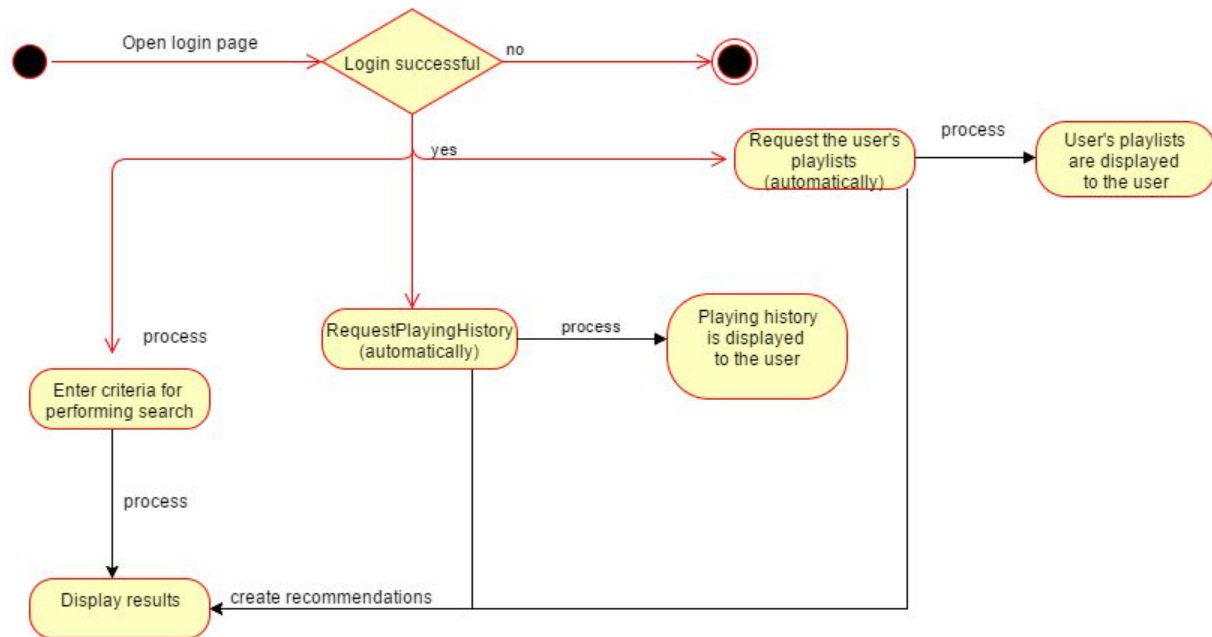 Open login page
Login successful
no
yes
Request the user's
playlists
(automatically)
process
User's playlists
are displayed
to the user
process
RequestPlayingHistory
(automatically)
process
Playing history
is displayed
to the user
Enter criteria for
performing search
process
Display results
create recommendations